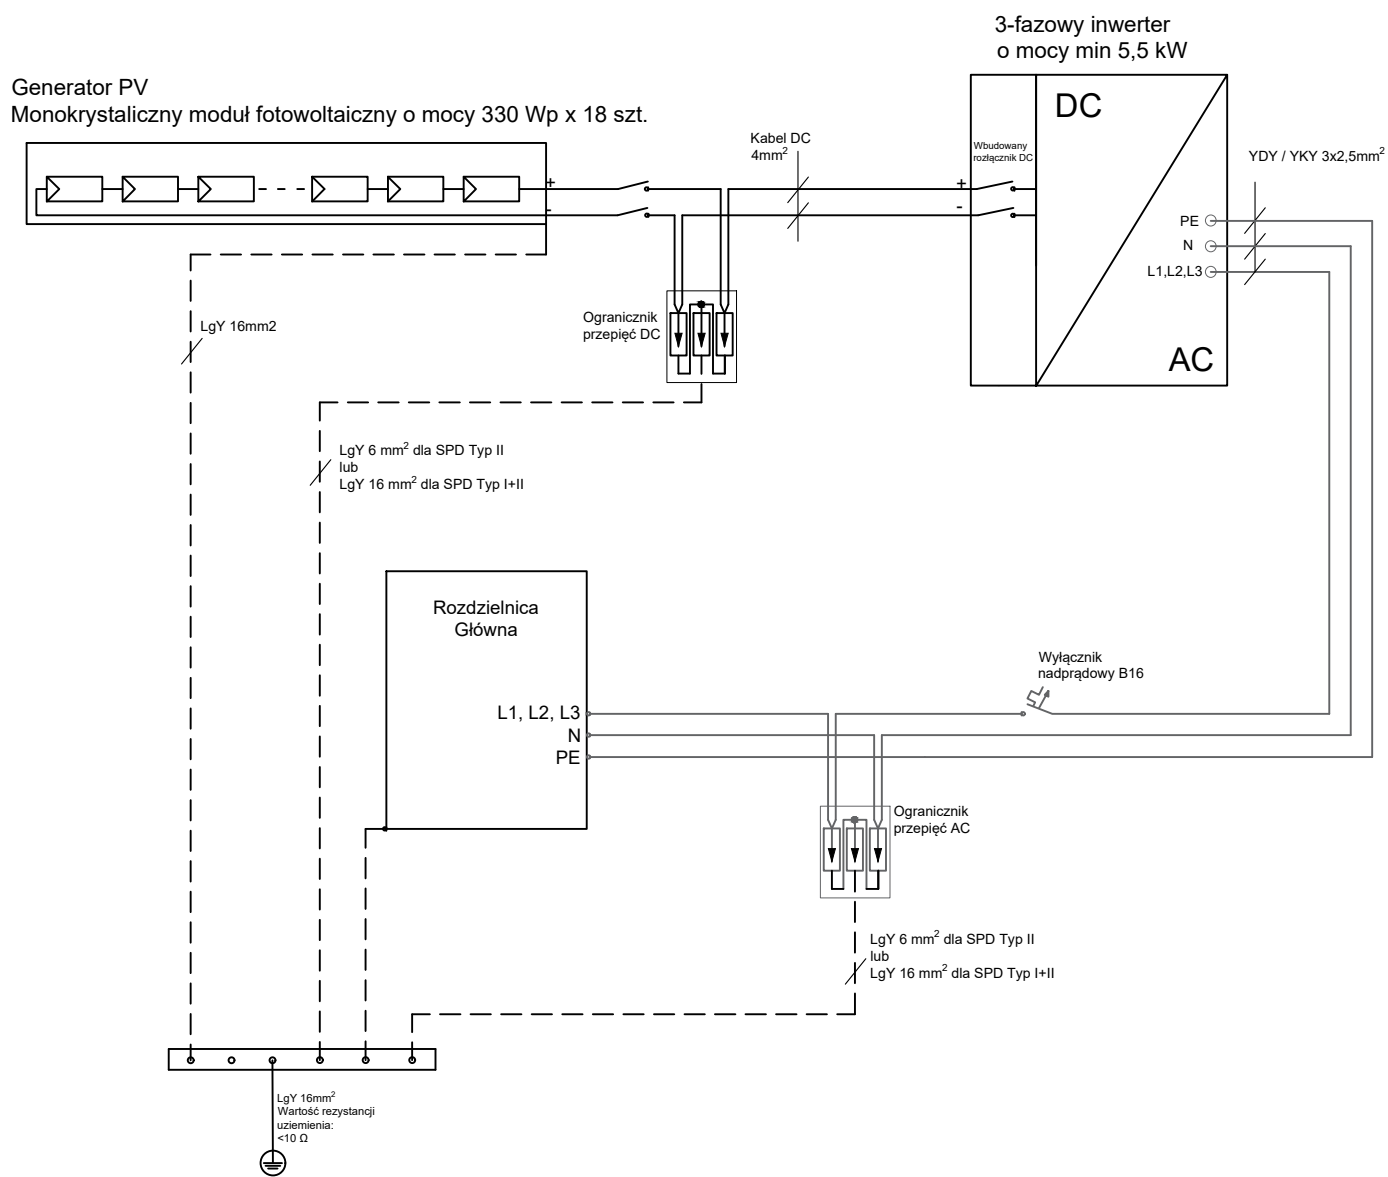 3-fazowy inwerter
o mocy min 5,5 kW
Generator PV
Monokrystaliczny moduł fotowoltaiczny o mocy 330 Wp x 18 szt.
Kabel DC
4mm²
Wbudowany
rozłącznik DC
DC
YDY / YKY 3x2,5mm²
+
-
+
-
PE
N
L1,L2,L3
AC
LgY 16mm2
Ogranicznik
przepięć DC
LgY 6 mm² dla SPD Typ II
lub
LgY 16 mm² dla SPD Typ I+II
Rozdzielnica
Główna
L1, L2, L3
N
PE
Wyłącznik
nadprądowy B16
Ogranicznik
przepięć AC
LgY 6 mm² dla SPD Typ II
lub
LgY 16 mm² dla SPD Typ I+II
LgY 16mm²
Wartość rezystancji
uziemienia:
<10 Ω